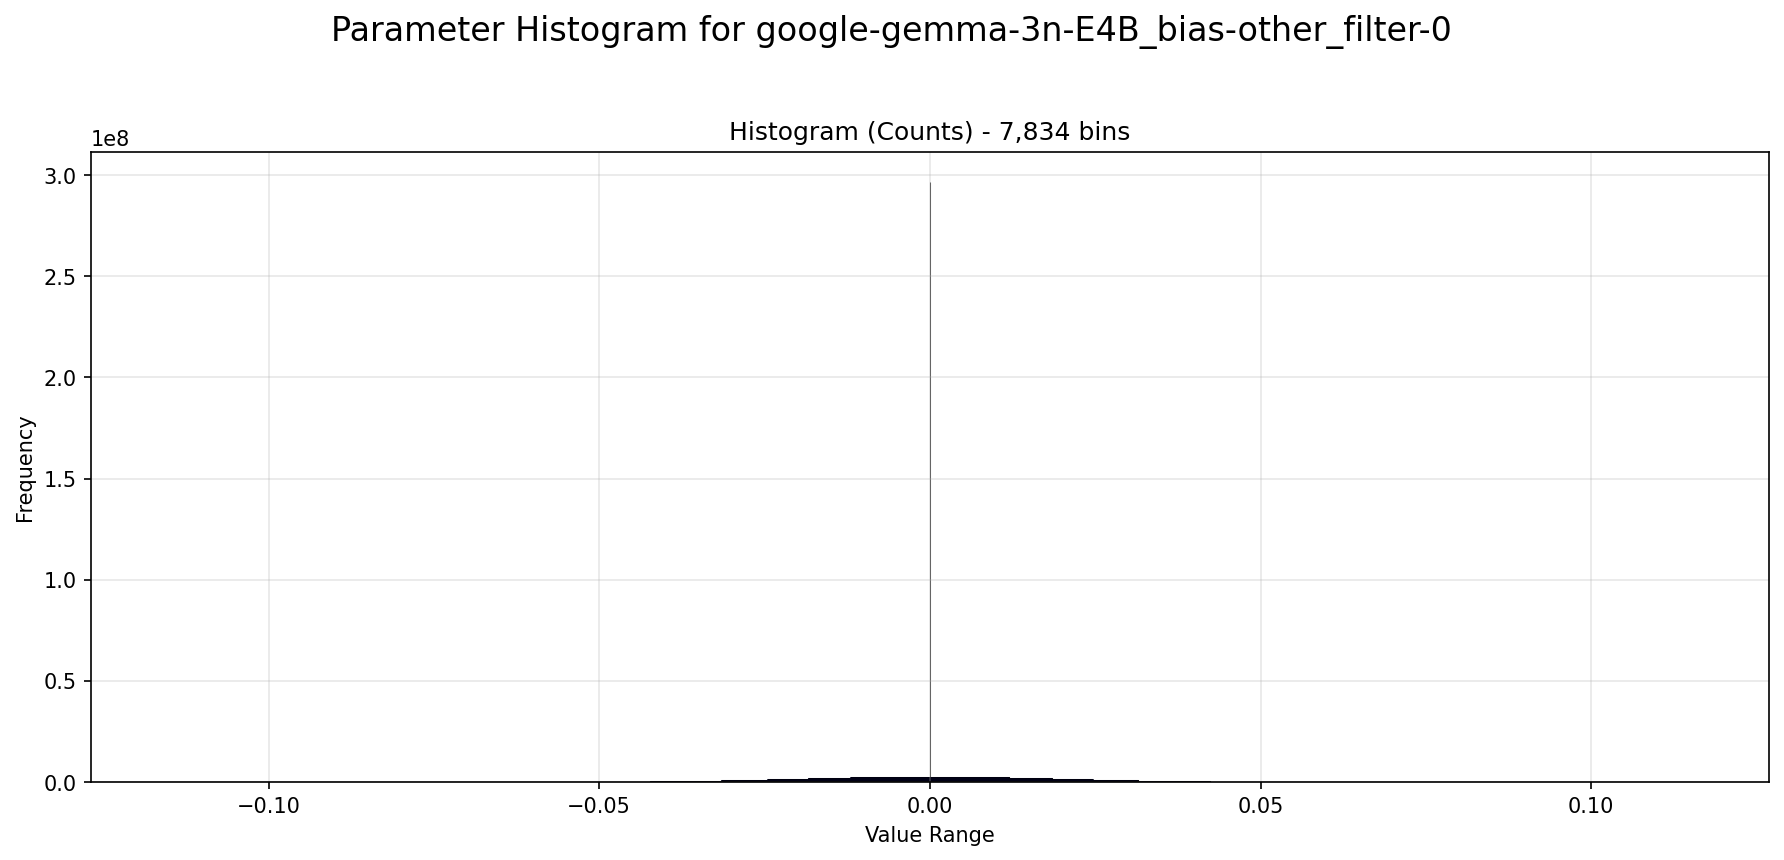 Parameter Histogram for google-gemma-3n-E4B_bias-other_filter-0
Histogram (Counts) - 7,834 bins
1e8
3.0
2.5
2.0
1.5
1.0
0.5
0.0
Frequency
−0.10 −0.05 0.00 0.05 0.10
Value Range